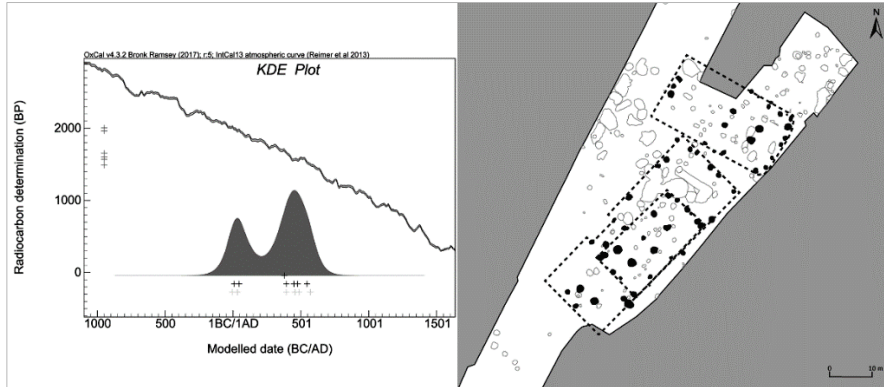 OxCal v4.3.2 Bronk Ramsey (2017); r:5; IntCal13 atmospheric curve (Reimer et al 2013)
KDE Plot
Radiocarbon determination (BP)
2000
1000
0
1000 500 1BC/1AD 501 1001 1501
Modelled date (BC/AD)
N
0 10 m